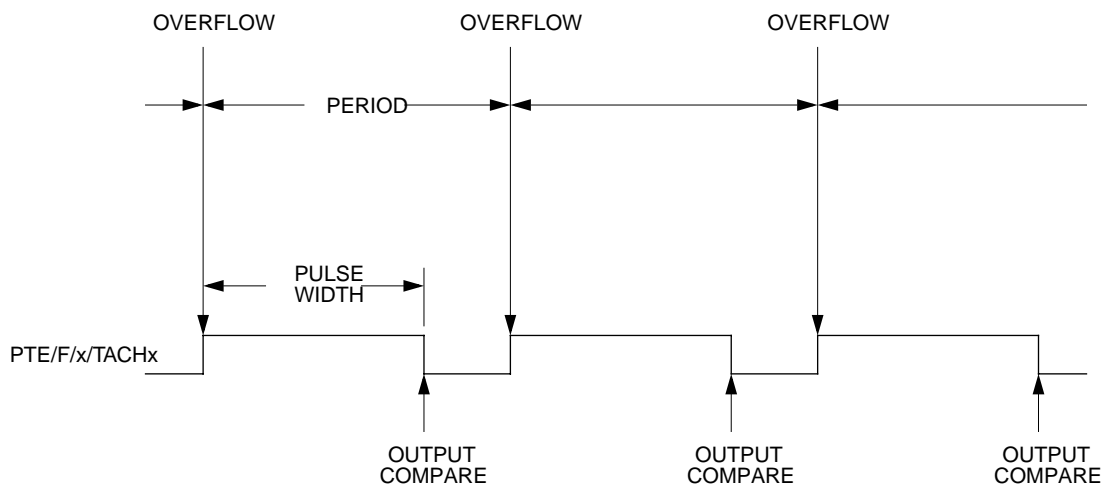 OVERFLOW OVERFLOW OVERFLOW
PERIOD
PULSE
WIDTH
PTE/F/x/TACHx
OUTPUT
COMPARE
OUTPUT
COMPARE
OUTPUT
COMPARE